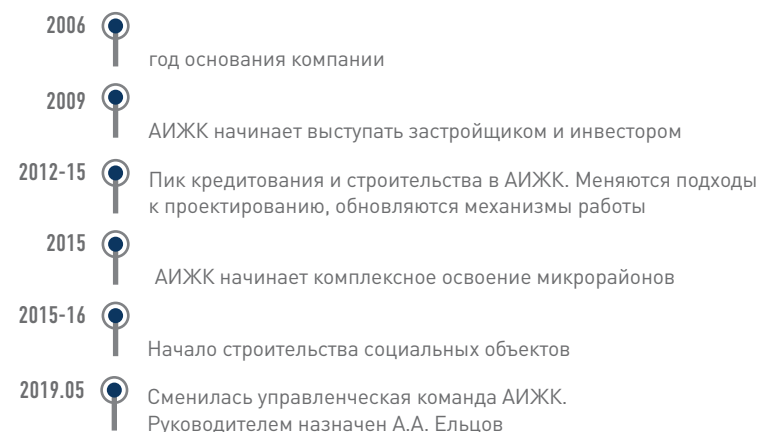 2006
год основания компании
2009
АИЖК начинает выступать застройщиком и инвестором
2012-15
Пик кредитования и строительства в АИЖК. Меняются подходы
к проектированию, обновляются механизмы работы
2015
АИЖК начинает комплексное освоение микрорайонов
2015-16
Начало строительства социальных объектов
2019.05
Сменилась управленческая команда АИЖК.
Руководителем назначен А.А. Ельцов